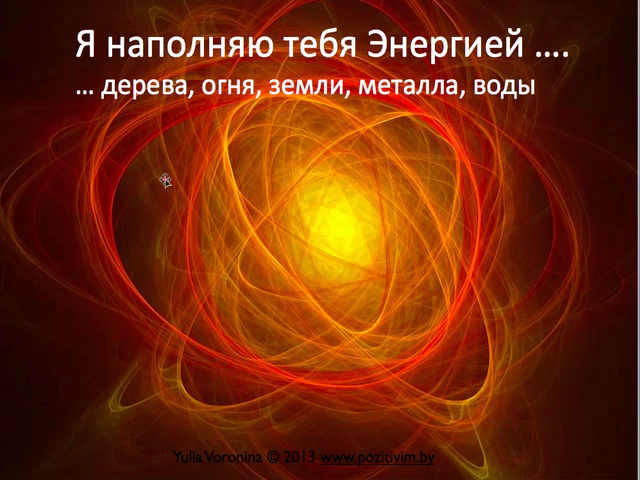 Я наполняю тебя Энергией ....
... дерева, огня, земли, металла, воды
Yulia Voronina © 2013 www.pozitivim.by